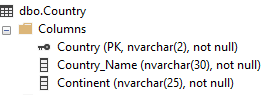 dbo.Country
Columns
Country (PK, nvarchar(2), not null)
Country_Name (nvarchar(30), not null)
Continent (nvarchar(25), not null)